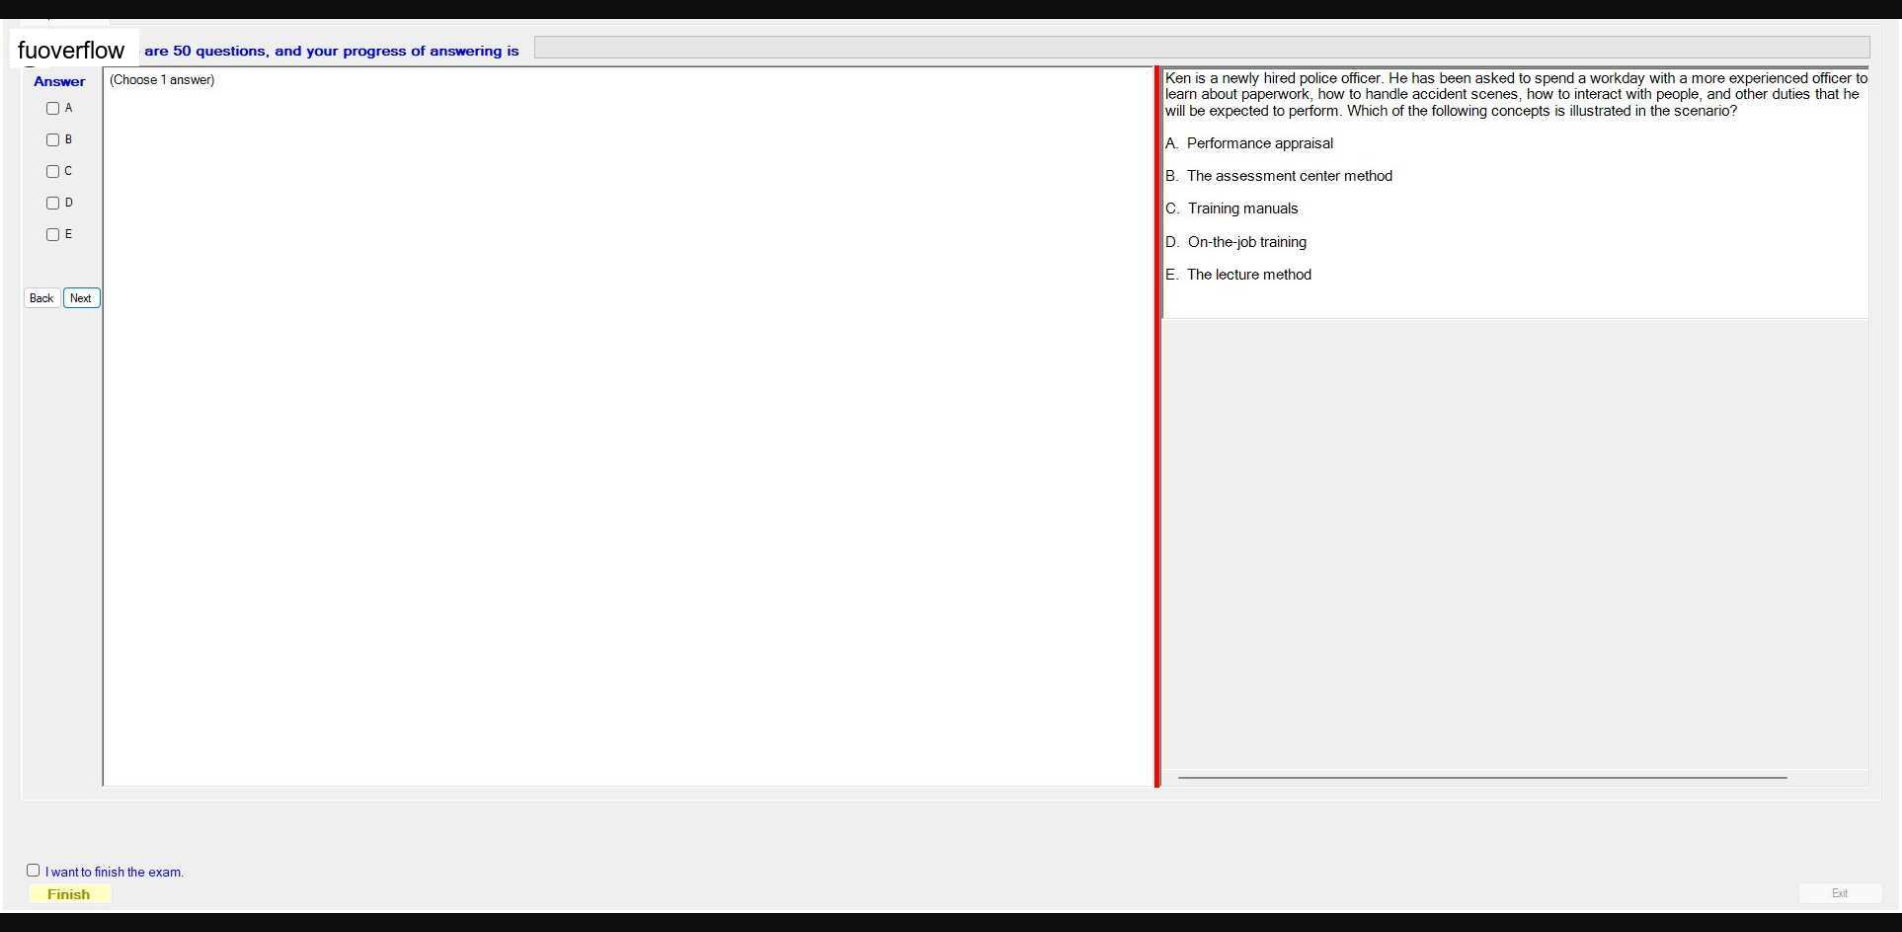 fuoverflow are 50 questions, and your progress of answering is
Answer
(Choose 1 answer)
A
B
C
D
E
Back Next
Ken is a newly hired police officer. He has been asked to spend a workday with a more experienced officer to
learn about paperwork, how to handle accident scenes, how to interact with people, and other duties that he
will be expected to perform. Which of the following concepts is illustrated in the scenario?
A. Performance appraisal
B. The assessment center method
C. Training manuals
D. On-the-job training
E. The lecture method
I want to finish the exam.
Finish
Exit